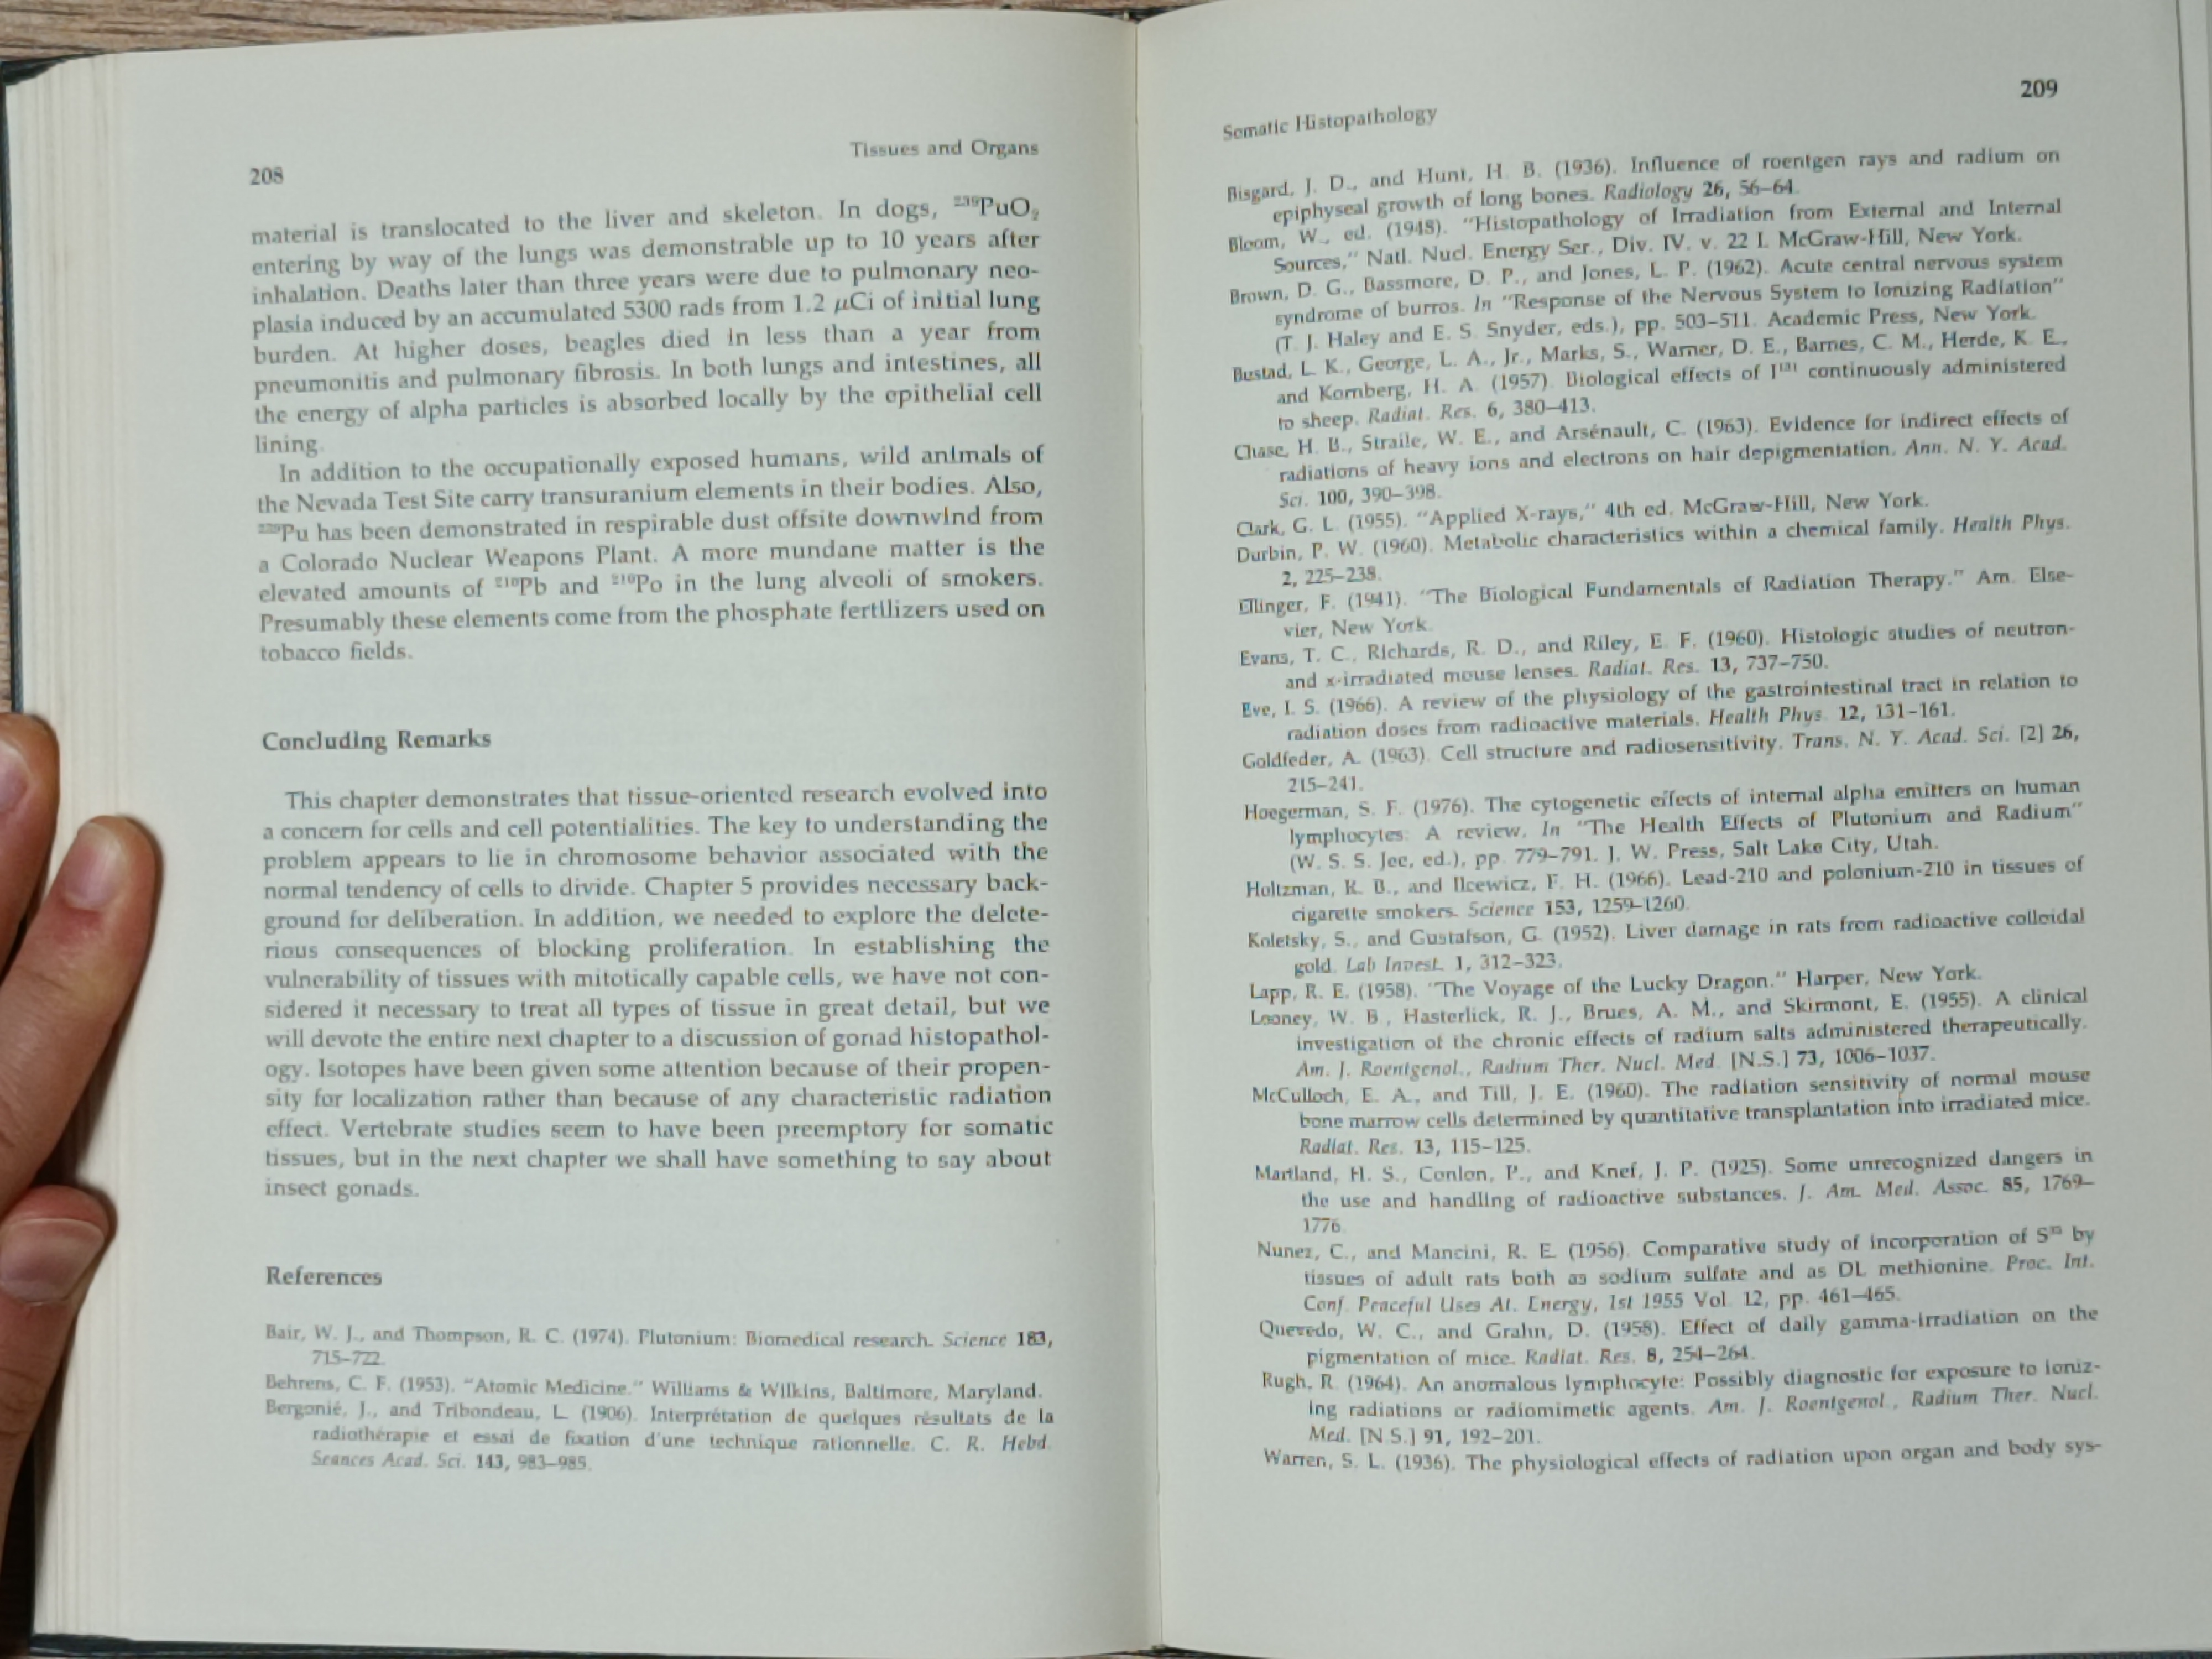 208
Tissues and Organs
material is translocated to the liver and skeleton. In dogs, ²³⁹PuO₂
entering by way of the lungs was demonstrable up to 10 years after
inhalation. Deaths later than three years were due to pulmonary neo-
plasia induced by an accumulated 5300 rads from 1.2 μCi of initial lung
burden. At higher doses, beagles died in less than a year from
pneumonitis and pulmonary fibrosis. In both lungs and intestines, all
the energy of alpha particles is absorbed locally by the epithelial cell
lining.
In addition to the occupationally exposed humans, wild animals of
the Nevada Test Site carry transuranium elements in their bodies. Also,
²³⁹Pu has been demonstrated in respirable dust offsite downwind from
a Colorado Nuclear Weapons Plant. A more mundane matter is the
elevated amounts of ²¹⁰Pb and ²¹⁰Po in the lung alveoli of smokers.
Presumably these elements come from the phosphate fertilizers used on
tobacco fields.
Concluding Remarks
This chapter demonstrates that tissue-oriented research evolved into
a concern for cells and cell potentialities. The key to understanding the
problem appears to lie in chromosome behavior associated with the
normal tendency of cells to divide. Chapter 5 provides necessary back-
ground for deliberation. In addition, we needed to explore the delete-
rious consequences of blocking proliferation. In establishing the
vulnerability of tissues with mitotically capable cells, we have not con-
sidered it necessary to treat all types of tissue in great detail, but we
will devote the entire next chapter to a discussion of gonad histopathol-
ogy. Isotopes have been given some attention because of their propen-
sity for localization rather than because of any characteristic radiation
effect. Vertebrate studies seem to have been preemptory for somatic
tissues, but in the next chapter we shall have something to say about
insect gonads.
References
Bair, W. J., and Thompson, R. C. (1974). Plutonium: Biomedical research. Science 183,
715–722.
Behrens, C. F. (1953). "Atomic Medicine." Williams & Wilkins, Baltimore, Maryland.
Bergonié, J., and Tribondeau, L. (1906). Interprétation de quelques résultats de la
radiothérapie et essai de fixation d'une technique rationnelle. C. R. Hebd.
Seances Acad. Sci. 143, 983–985.
209
Somatic Histopathology
Bisgard, J. D., and Hunt, H. B. (1936). Influence of roentgen rays and radium on
epiphyseal growth of long bones. Radiology 26, 56–64.
Bloom, W., ed. (1948). "Histopathology of Irradiation from External and Internal
Sources," Natl. Nucl. Energy Ser., Div. IV. v. 22 I. McGraw-Hill, New York.
Brown, D. G., Bassmore, D. P., and Jones, L. P. (1962). Acute central nervous system
syndrome of burros. In "Response of the Nervous System to Ionizing Radiation"
(T. J. Haley and E. S. Snyder, eds.), pp. 503–511. Academic Press, New York.
Bustad, L. K., George, L. A., Jr., Marks, S., Warner, D. E., Barnes, C. M., Herde, K. E.,
and Kornberg, H. A. (1957). Biological effects of I¹³¹ continuously administered
to sheep. Radiat. Res. 6, 380–413.
Chase, H. B., Straile, W. E., and Arsénault, C. (1963). Evidence for indirect effects of
radiations of heavy ions and electrons on hair depigmentation. Ann. N. Y. Acad.
Sci. 100, 390–398.
Clark, G. L. (1955). "Applied X-rays," 4th ed. McGraw-Hill, New York.
Durbin, P. W. (1960). Metabolic characteristics within a chemical family. Health Phys.
2, 225–238.
Ellinger, F. (1941). "The Biological Fundamentals of Radiation Therapy." Am. Else-
vier, New York.
Evans, T. C., Richards, R. D., and Riley, E. F. (1960). Histologic studies of neutron-
and x-irradiated mouse lenses. Radiat. Res. 13, 737–750.
Eve, I. S. (1966). A review of the physiology of the gastrointestinal tract in relation to
radiation doses from radioactive materials. Health Phys. 12, 131–161.
Goldfeder, A. (1963). Cell structure and radiosensitivity. Trans. N. Y. Acad. Sci. [2] 26,
215–241.
Hoegerman, S. F. (1976). The cytogenetic effects of internal alpha emitters on human
lymphocytes: A review. In "The Health Effects of Plutonium and Radium"
(W. S. S. Jee, ed.), pp. 779–791. J. W. Press, Salt Lake City, Utah.
Holtzman, R. B., and Ilcewicz, F. H. (1966). Lead-210 and polonium-210 in tissues of
cigarette smokers. Science 153, 1259–1260.
Koletsky, S., and Gustafson, G. (1952). Liver damage in rats from radioactive colloidal
gold. Lab Invest. 1, 312–323.
Lapp, R. E. (1958). "The Voyage of the Lucky Dragon." Harper, New York.
Looney, W. B., Hasterlick, R. J., Brues, A. M., and Skirmont, E. (1955). A clinical
investigation of the chronic effects of radium salts administered therapeutically.
Am. J. Roentgenol., Radium Ther. Nucl. Med. [N.S.] 73, 1006–1037.
McCulloch, E. A., and Till, J. E. (1960). The radiation sensitivity of normal mouse
bone marrow cells determined by quantitative transplantation into irradiated mice.
Radiat. Res. 13, 115–125.
Martland, H. S., Conlon, P., and Knef, J. P. (1925). Some unrecognized dangers in
the use and handling of radioactive substances. J. Am. Med. Assoc. 85, 1769–
1776.
Nunez, C., and Mancini, R. E. (1956). Comparative study of incorporation of S³⁵ by
tissues of adult rats both as sodium sulfate and as DL methionine. Proc. Int.
Conf. Peaceful Uses At. Energy, 1st 1955 Vol. 12, pp. 461–465.
Quevedo, W. C., and Grahn, D. (1958). Effect of daily gamma-irradiation on the
pigmentation of mice. Radiat. Res. 8, 254–264.
Rugh, R. (1964). An anomalous lymphocyte: Possibly diagnostic for exposure to ioniz-
ing radiations or radiomimetic agents. Am. J. Roentgenol., Radium Ther. Nucl.
Med. [N.S.] 91, 192–201.
Warren, S. L. (1936). The physiological effects of radiation upon organ and body sys-